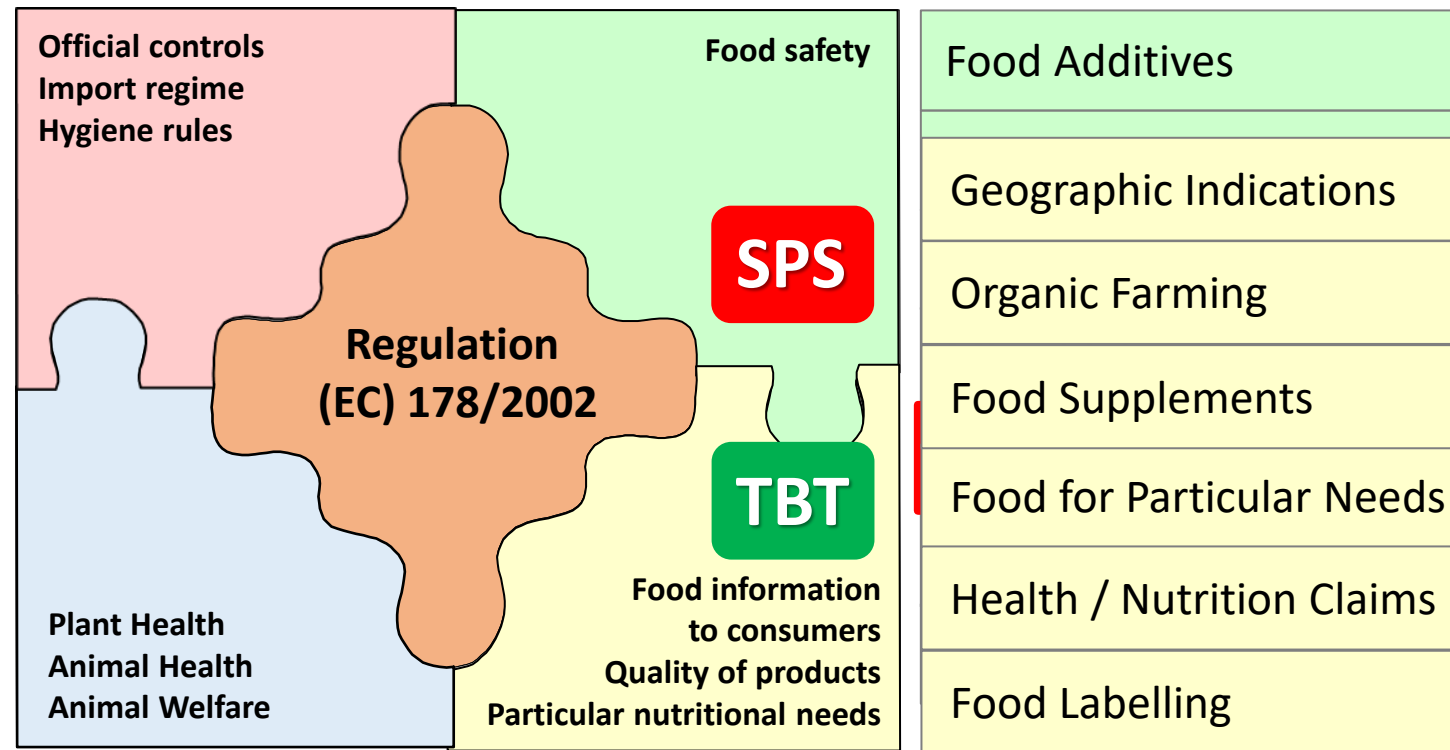 Official controls
Import regime
Hygiene rules
Food safety
SPS
Regulation
(EC) 178/2002
TBT
Plant Health
Animal Health
Animal Welfare
Food information
to consumers
Quality of products
Particular nutritional needs
Food Additives
Geographic Indications
Organic Farming
Food Supplements
Food for Particular Needs
Health / Nutrition Claims
Food Labelling